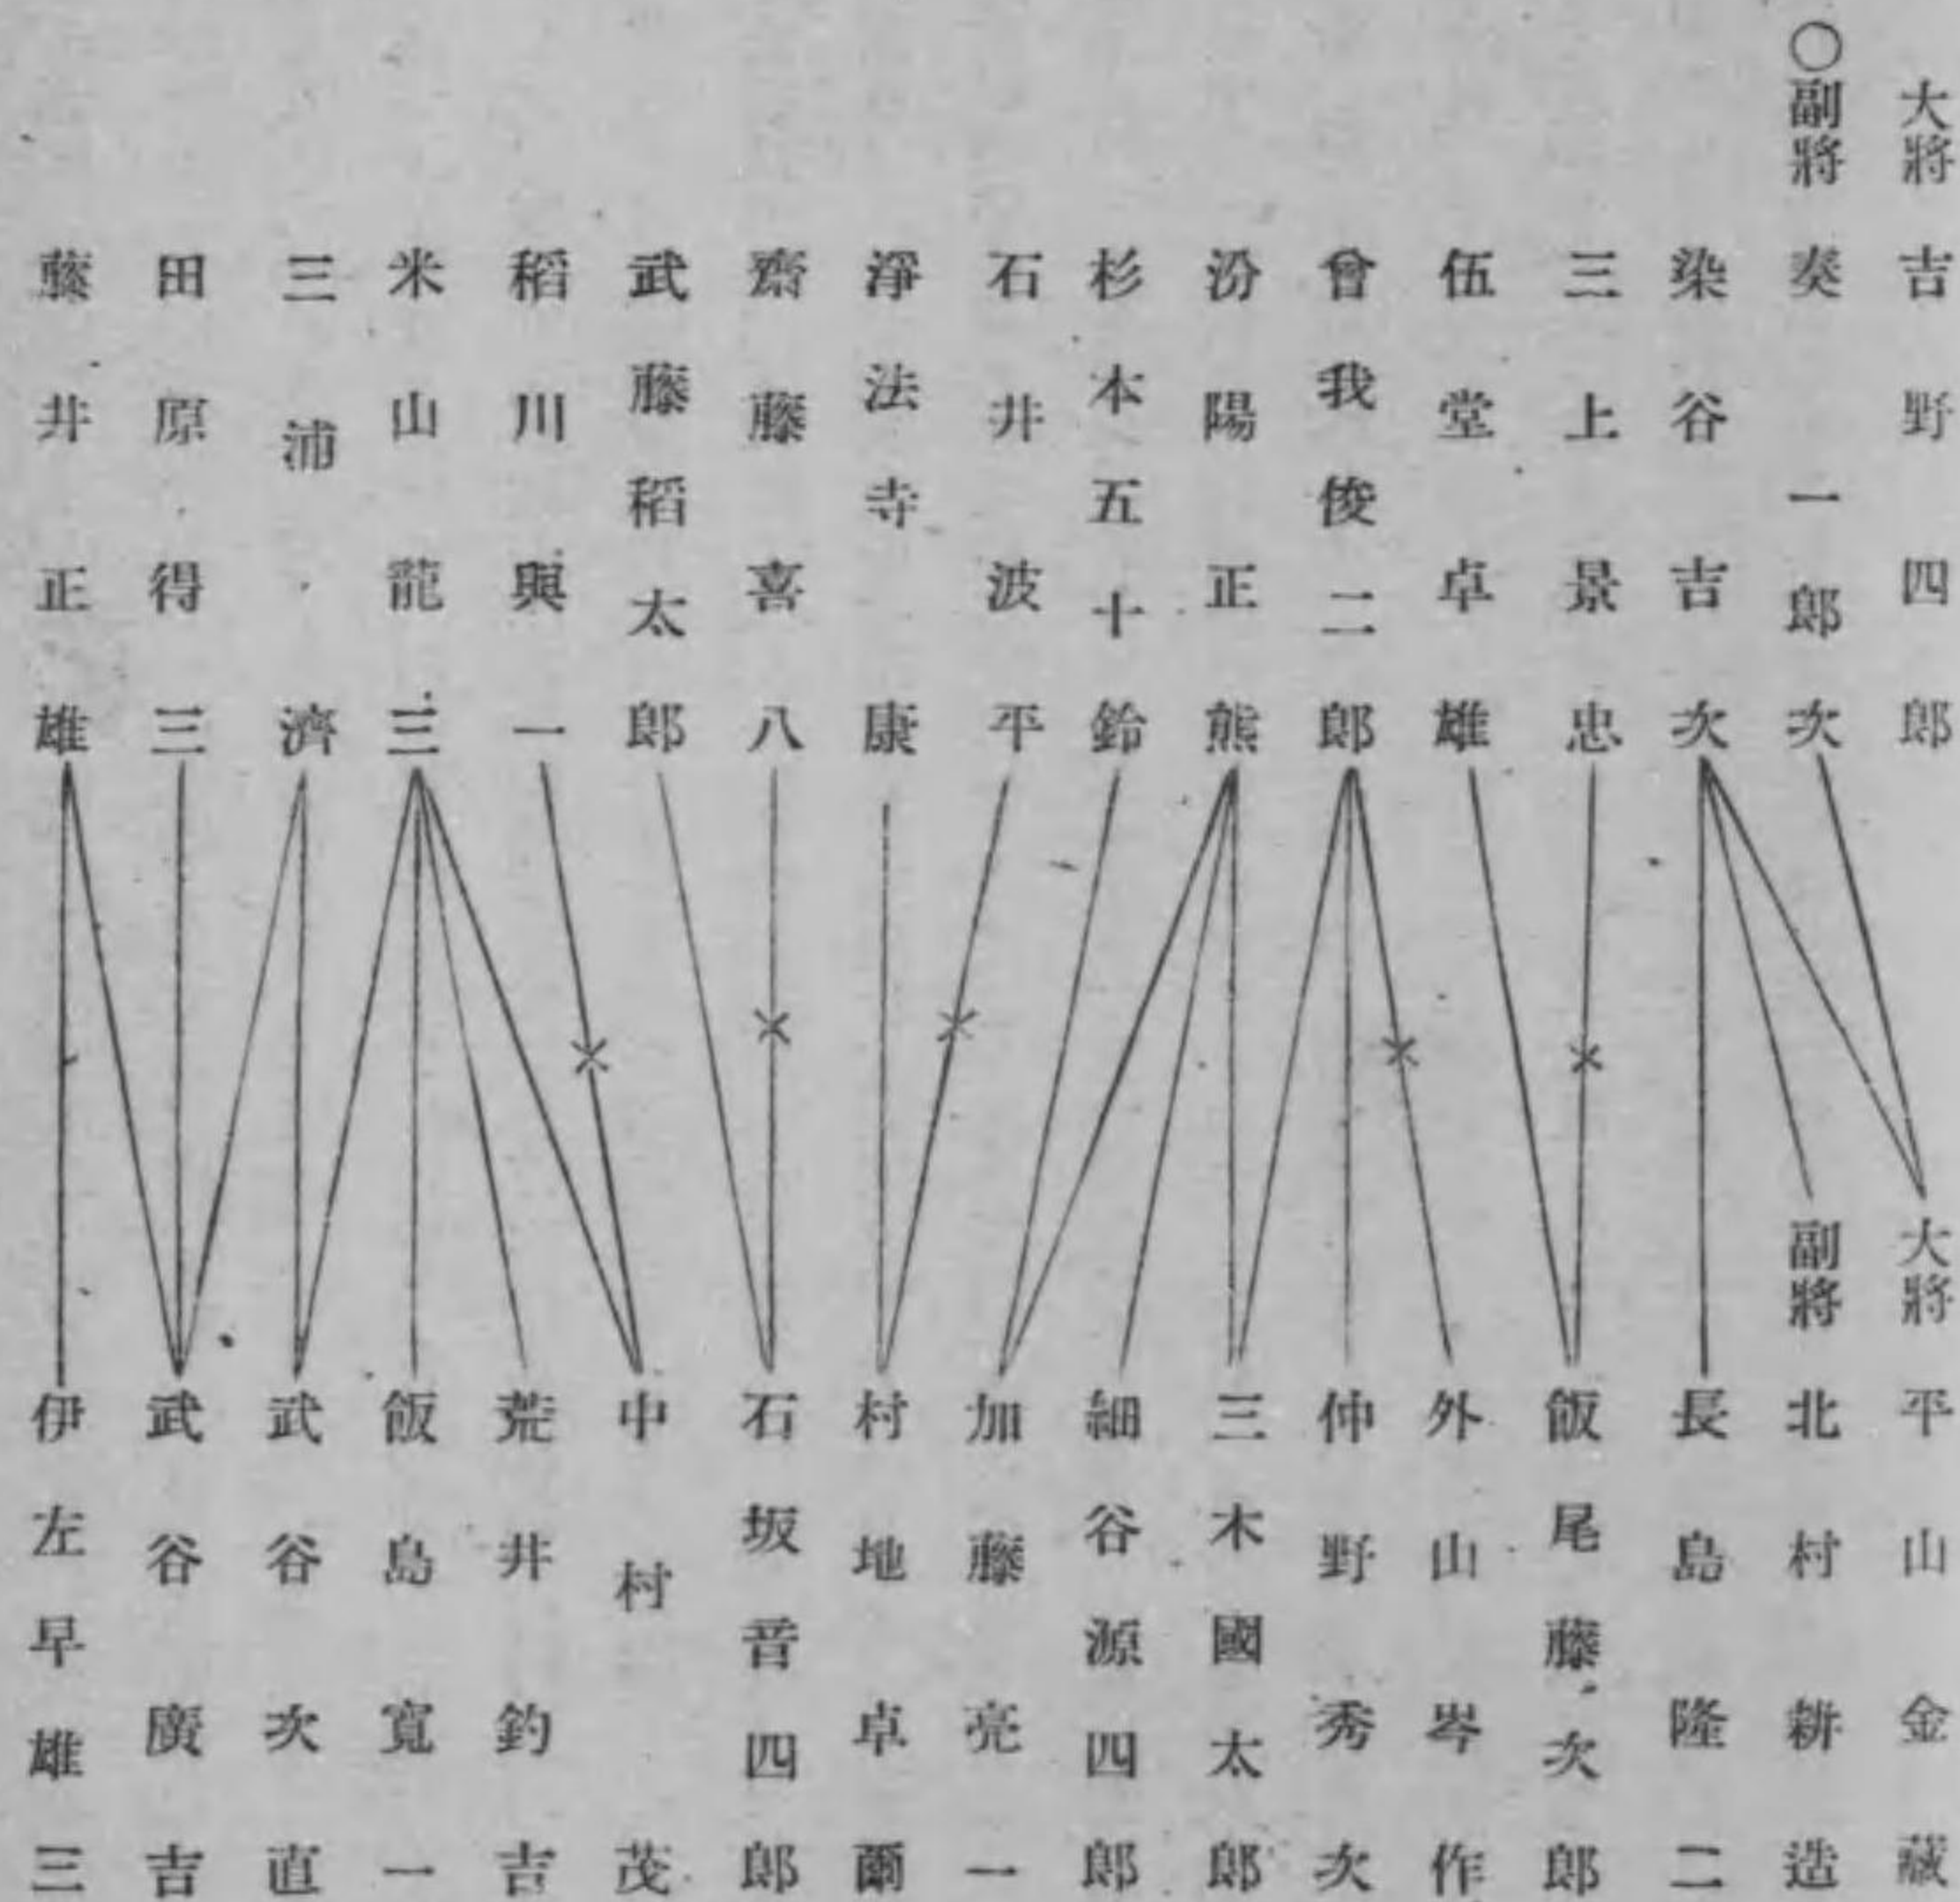 大將 吉野四郎
○副將 奏一郎次
染谷吉次
三上景忠
伍堂卓雄
曾我俊二郎
汾陽正熊
杉本五十鈴
石井波平
淨法寺康
齋藤喜八
武藤稻太郎
稻川與一
米山龍三
三浦濟
田原得三
藤井正雄
大將 平山金藏
副將 北村耕造
長島隆二
飯尾藤次郎
外山岑作
仲野秀次
三木國太郎
細谷源四郎
加藤亮一
村地卓爾
石坂音四郎
中村茂
荒井釣吉
飯島寬一
武谷次直
武谷廣吉
伊左早雄三